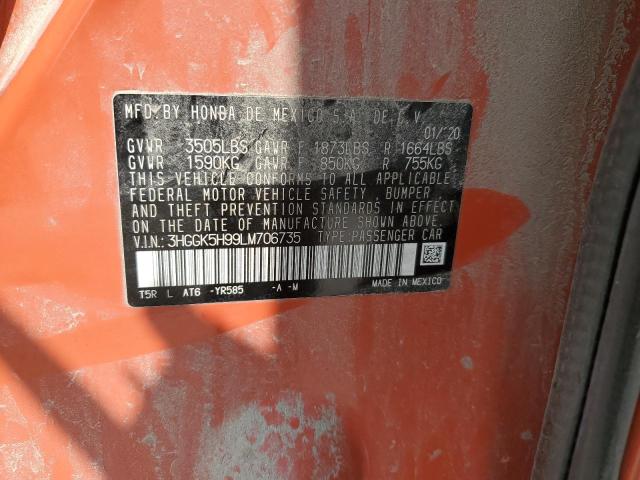 MFD. BY HONDA DE MEXICO S.A. DE C.V.
01/20
GVWR 3505LBS GAWR F 1873LBS R 1664LBS
GVWR 1590KG GAWR F 850KG R 755KG
THIS VEHICLE CONFORMS TO ALL APPLICABLE
FEDERAL MOTOR VEHICLE SAFETY, BUMPER
AND THEFT PREVENTION STANDARDS IN EFFECT
ON THE DATE OF MANUFACTURE SHOWN ABOVE.
V.I.N.: 3HGGK5H99LM706735 TYPE:PASSENGER CAR
T5R L AT6 -YR585 -A -M MADE IN MEXICO